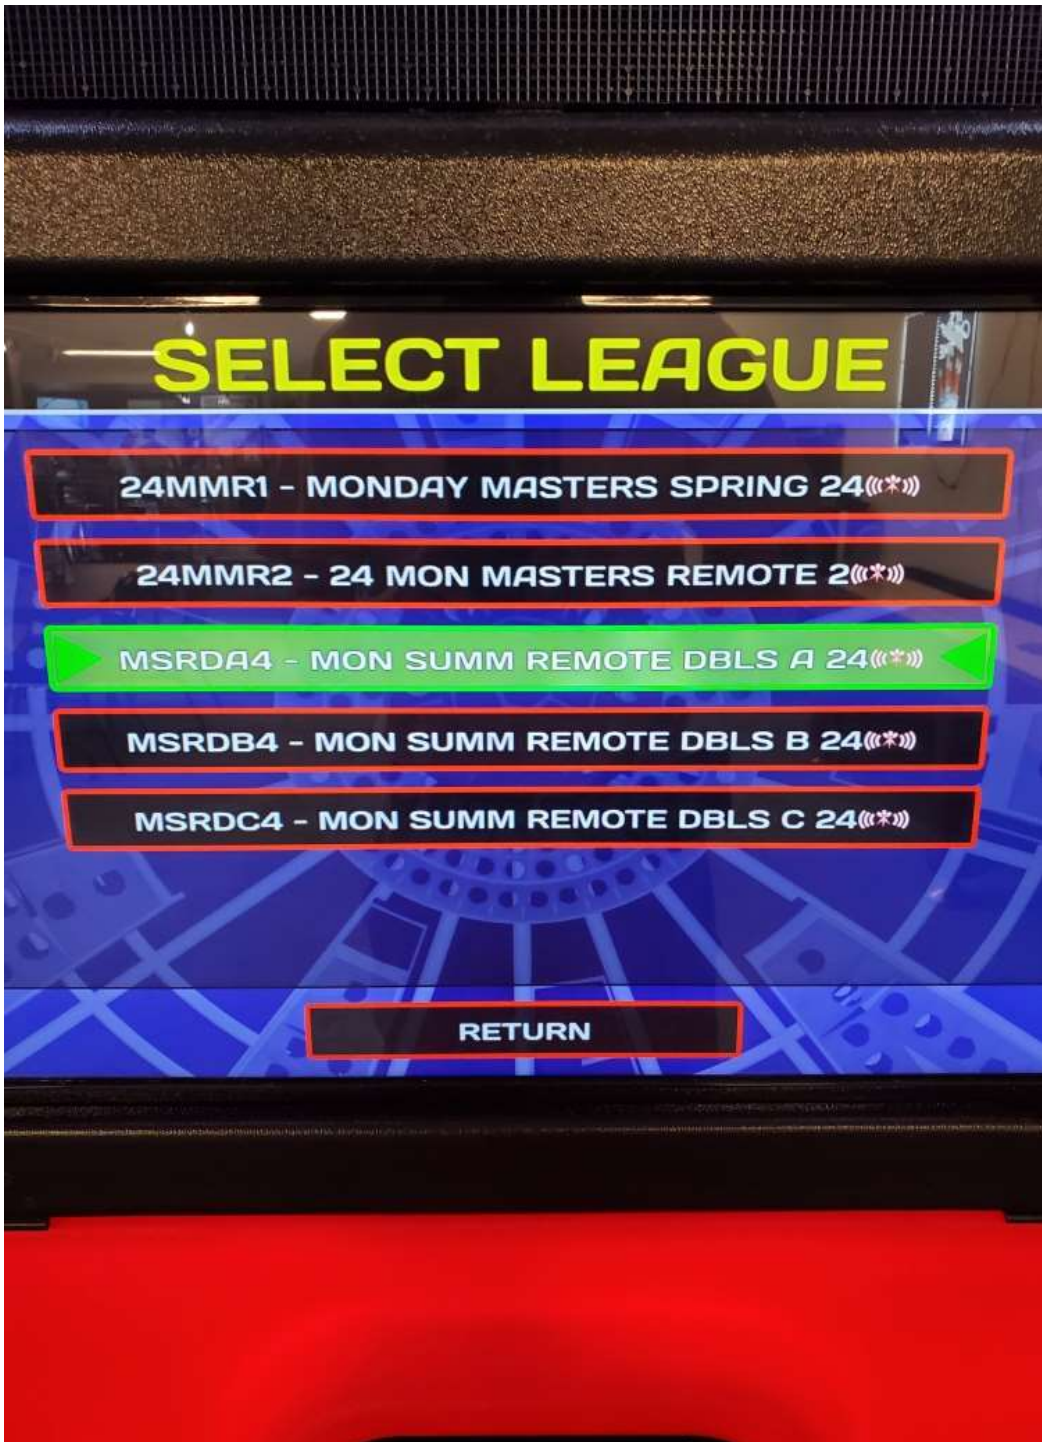 SELECT LEAGUE
24MMR1 - MONDAY MASTERS SPRING 24
24MMR2 - 24 MON MASTERS REMOTE 2
MSRDA4 - MON SUMM REMOTE DBLS A 24
MSRDB4 - MON SUMM REMOTE DBLS B 24
MSRDC4 - MON SUMM REMOTE DBLS C 24
RETURN